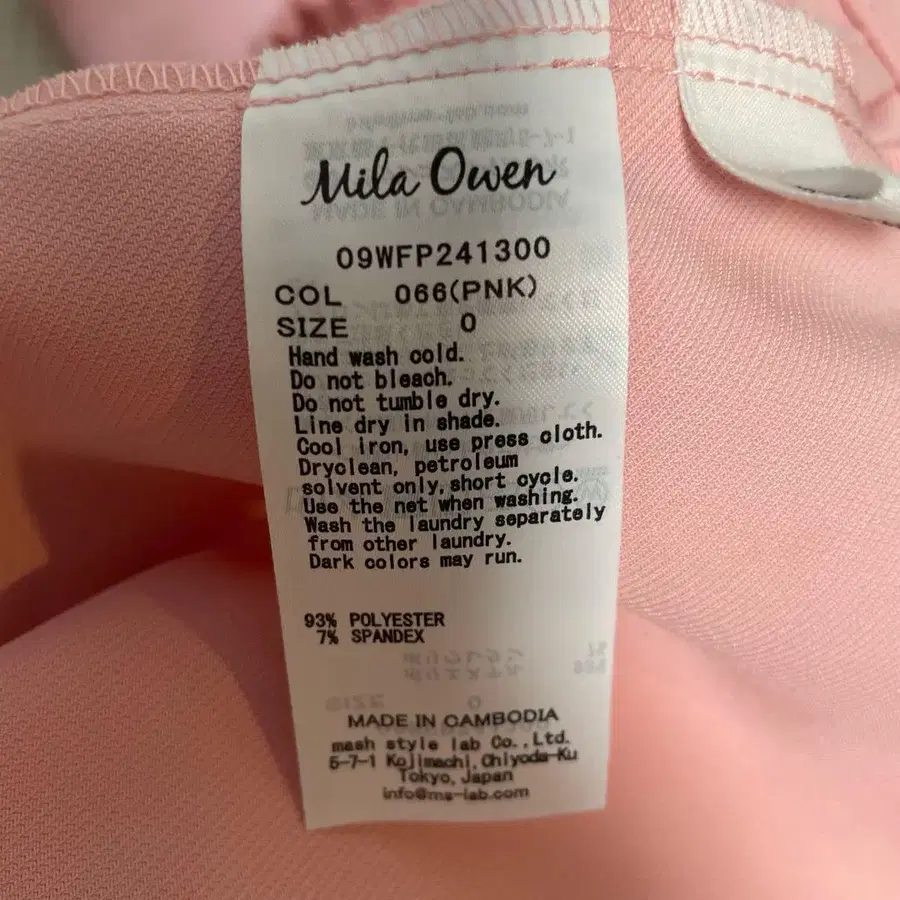 Mila Owen
09WFP241300
COL 066(PNK)
SIZE 0
Hand wash cold.
Do not bleach.
Do not tumble dry.
Line dry in shade.
Cool iron, use press cloth.
Dryclean, petroleum
solvent only, short cycle.
Use the net when washing.
Wash the laundry separately
from other laundry.
Dark colors may run.
93% POLYESTER
7% SPANDEX
MADE IN CAMBODIA
mash style lab Co., Ltd.
5-7-1 Kojimachi, Chiyoda-Ku
Tokyo, Japan
info@ms-lab.com